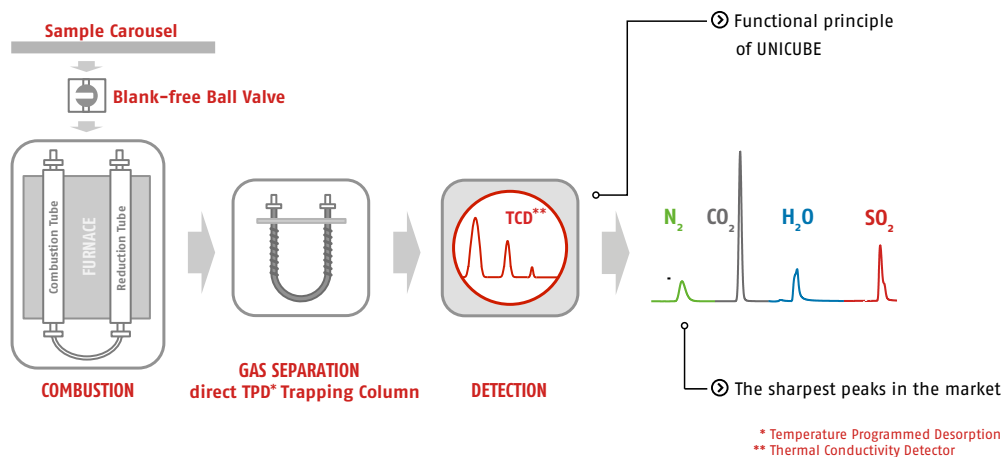 Sample Carousel
Blank-free Ball Valve
Combustion Tube
FURNACE
Reduction Tube
COMBUSTION
GAS SEPARATION
direct TPD* Trapping Column
TCD**
DETECTION
Functional principle
of UNICUBE
N₂
CO₂
H₂O
SO₂
The sharpest peaks in the market
* Temperature Programmed Desorption
** Thermal Conductivity Detector